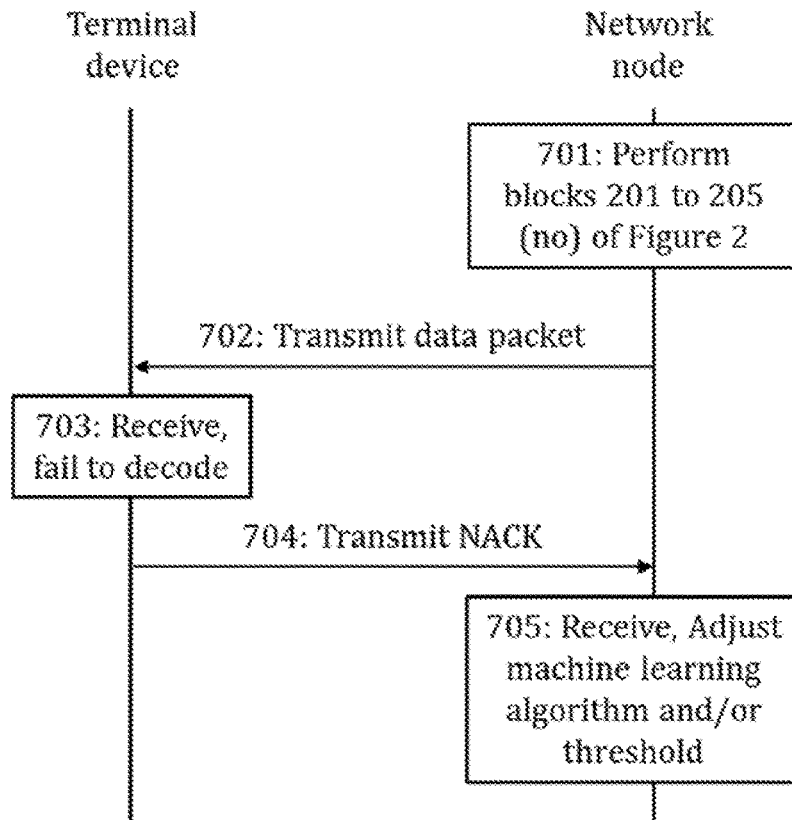 Terminal
device
Network
node
701: Perform
blocks 201 to 205
(no) of Figure 2
702: Transmit data packet
703: Receive,
fail to decode
704: Transmit NACK
705: Receive, Adjust
machine learning
algorithm and/or
threshold